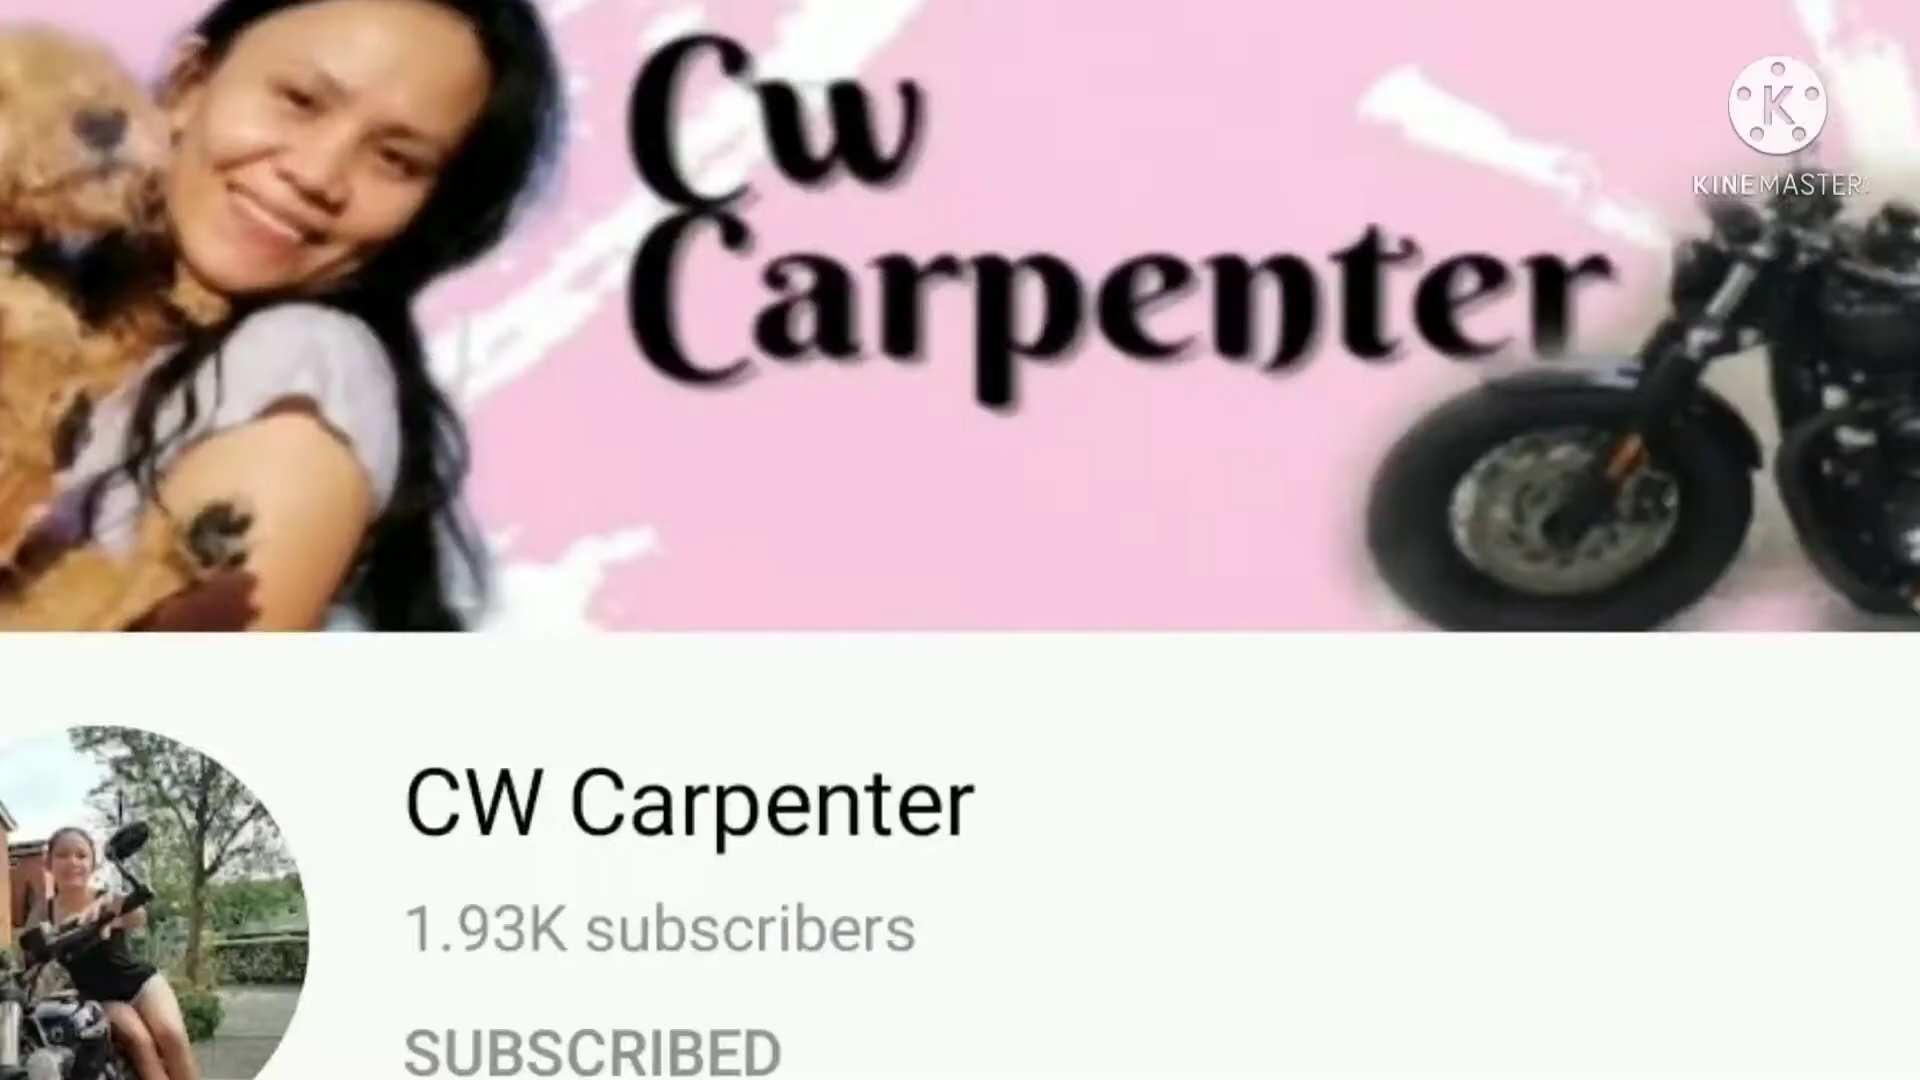 Cw
Carpenter
K
KINEMASTER
CW Carpenter
1.93K subscribers
SUBSCRIBED